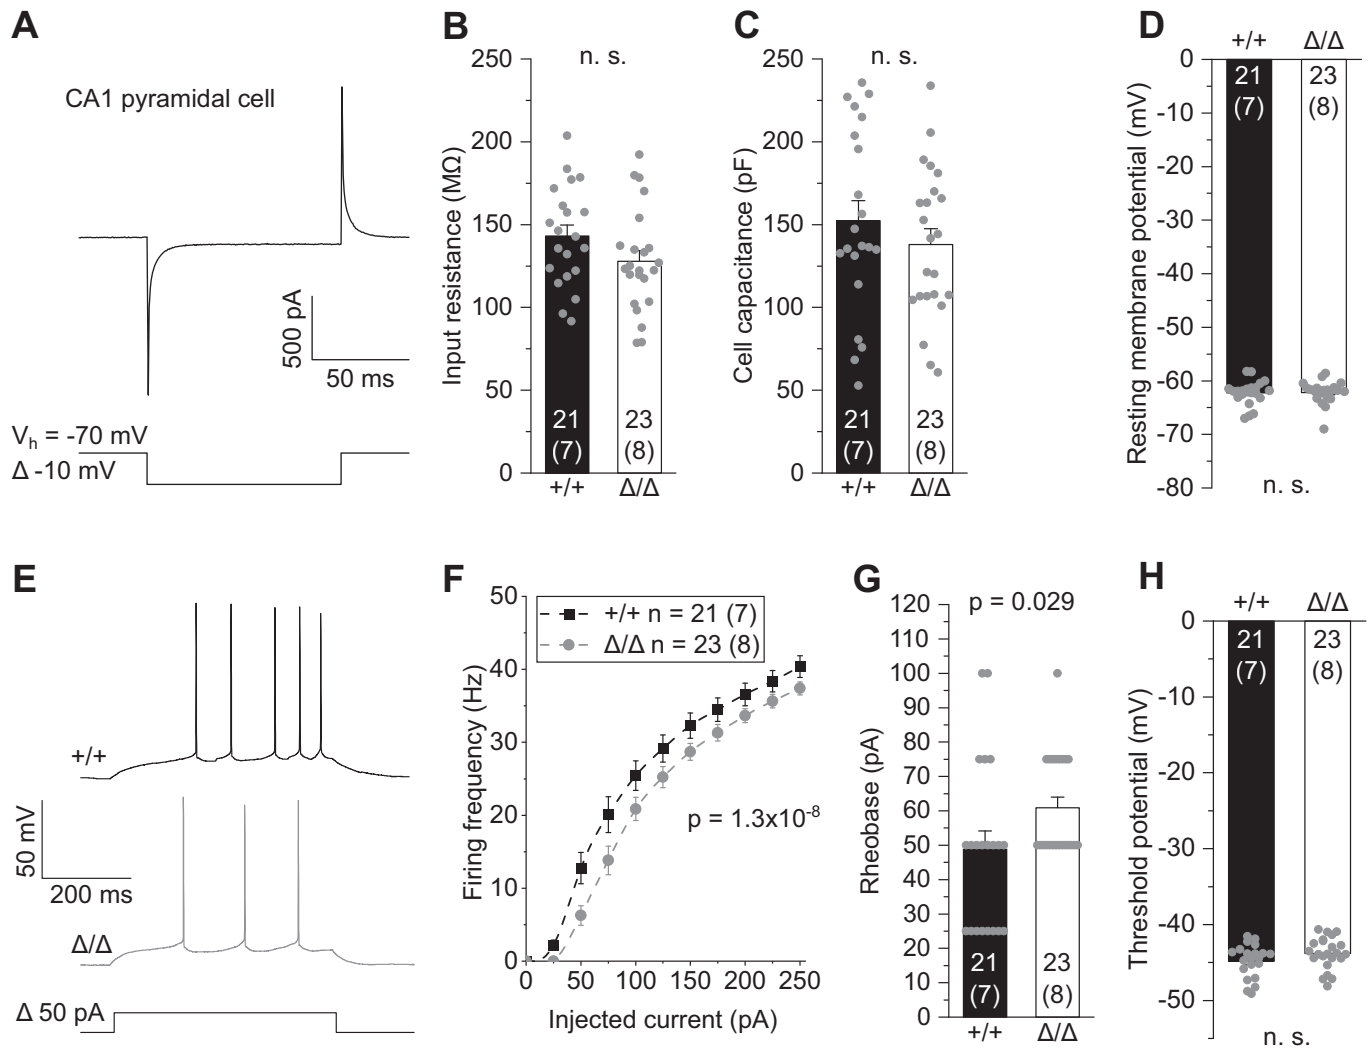 A
CA1 pyramidal cell
500 pA
50 ms
Vh = -70 mV
Δ -10 mV
B
n. s.
Input resistance (MΩ)
250
200
150
100
50
0
21
(7)
23
(8)
+/+
Δ/Δ
C
n. s.
Cell capacitance (pF)
250
200
150
100
50
0
21
(7)
23
(8)
+/+
Δ/Δ
D
+/+
Δ/Δ
Resting membrane potential (mV)
0
-10
-20
-30
-40
-50
-60
-70
-80
21
(7)
23
(8)
n. s.
E
+/+
50 mV
200 ms
Δ/Δ
Δ 50 pA
F
Firing frequency (Hz)
50
40
30
20
10
0
+/+ n = 21 (7)
Δ/Δ n = 23 (8)
p = 1.3x10-8
0
50
100
150
200
250
Injected current (pA)
G
p = 0.029
Rheobase (pA)
120
110
100
90
80
70
60
50
40
30
20
10
0
21
(7)
23
(8)
+/+
Δ/Δ
H
+/+
Δ/Δ
Threshold potential (mV)
0
-10
-20
-30
-40
-50
21
(7)
23
(8)
n. s.